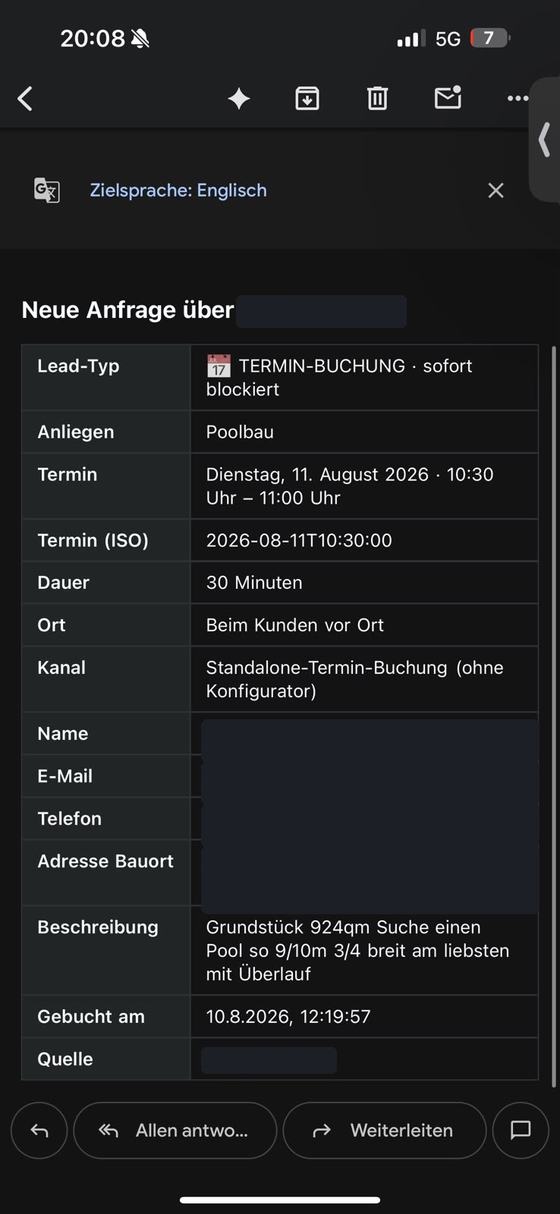 20:08
5G
7
Zielsprache: Englisch
Neue Anfrage über
Lead-Typ
JUL 17 TERMIN-BUCHUNG · sofort
blockiert
Anliegen
Poolbau
Termin
Dienstag, 11. August 2026 · 10:30
Uhr – 11:00 Uhr
Termin (ISO)
2026-08-11T10:30:00
Dauer
30 Minuten
Ort
Beim Kunden vor Ort
Kanal
Standalone-Termin-Buchung (ohne
Konfigurator)
Name
E-Mail
Telefon
Adresse Bauort
Beschreibung
Grundstück 924qm Suche einen
Pool so 9/10m 3/4 breit am liebsten
mit Überlauf
Gebucht am
10.8.2026, 12:19:57
Quelle
Allen antwo...
Weiterleiten